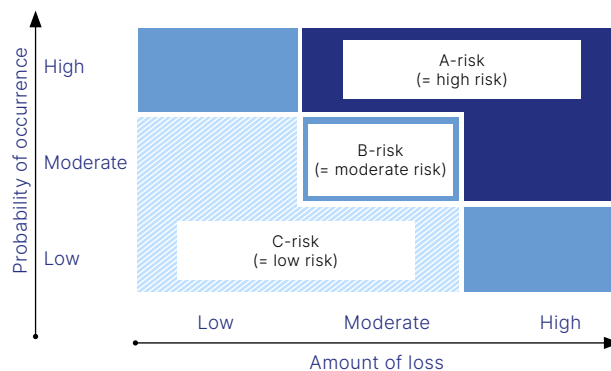 Probability of occurrence
High
Moderate
Low
A-risk
(= high risk)
B-risk
(= moderate risk)
C-risk
(= low risk)
Low
Moderate
High
Amount of loss